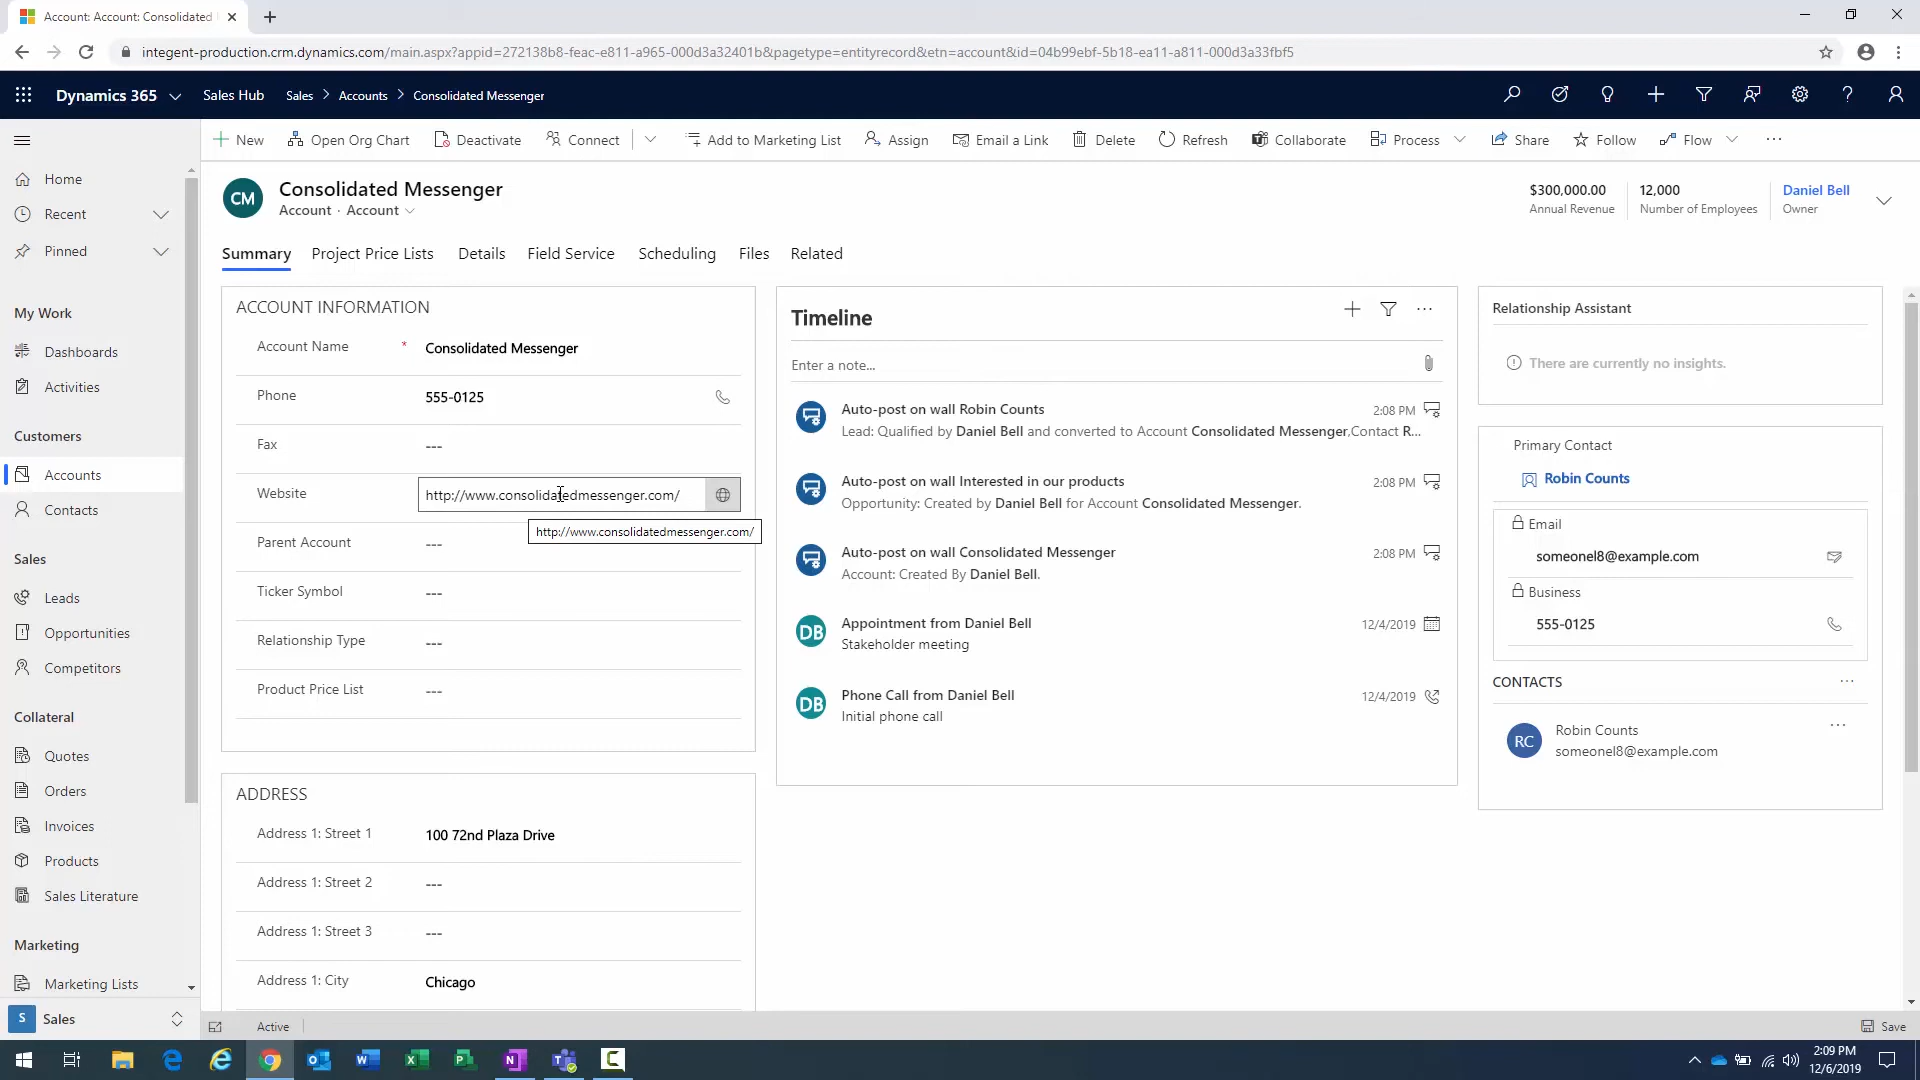 Account: Account: Consolidated
integent-production.crm.dynamics.com/main.aspx?appid=272138b8-feac-e811-a965-000d3a32401b&pagetype=entityrecord&etn=account&id=04b99ebf-5b18-ea11-a811-000d3a33fbf5
Dynamics 365 Sales Hub Sales > Accounts > Consolidated Messenger
New Open Org Chart Deactivate Connect Add to Marketing List Assign Email a Link Delete Refresh Collaborate Process Share Follow Flow
Home
Recent
Pinned
My Work
Dashboards
Activities
Customers
Accounts
Contacts
Sales
Leads
Opportunities
Competitors
Collateral
Quotes
Orders
Invoices
Products
Sales Literature
Marketing
Marketing Lists
S Sales
CM
Consolidated Messenger
Account · Account
$300,000.00
Annual Revenue
12,000
Number of Employees
Daniel Bell
Owner
Summary Project Price Lists Details Field Service Scheduling Files Related
ACCOUNT INFORMATION
Account Name * Consolidated Messenger
Phone 555-0125
Fax ---
Website http://www.consolidatedmessenger.com/
http://www.consolidatedmessenger.com/
Parent Account ---
Ticker Symbol ---
Relationship Type ---
Product Price List ---
ADDRESS
Address 1: Street 1 100 72nd Plaza Drive
Address 1: Street 2 ---
Address 1: Street 3 ---
Address 1: City Chicago
Timeline
Enter a note...
Auto-post on wall Robin Counts 2:08 PM
Lead: Qualified by Daniel Bell and converted to Account Consolidated Messenger,Contact R...
Auto-post on wall Interested in our products 2:08 PM
Opportunity: Created by Daniel Bell for Account Consolidated Messenger.
Auto-post on wall Consolidated Messenger 2:08 PM
Account: Created By Daniel Bell.
DB Appointment from Daniel Bell 12/4/2019
Stakeholder meeting
DB Phone Call from Daniel Bell 12/4/2019
Initial phone call
Relationship Assistant
There are currently no insights.
Primary Contact
Robin Counts
Email
someonel8@example.com
Business
555-0125
CONTACTS
RC Robin Counts
someonel8@example.com
Active
Save
2:09 PM
12/6/2019